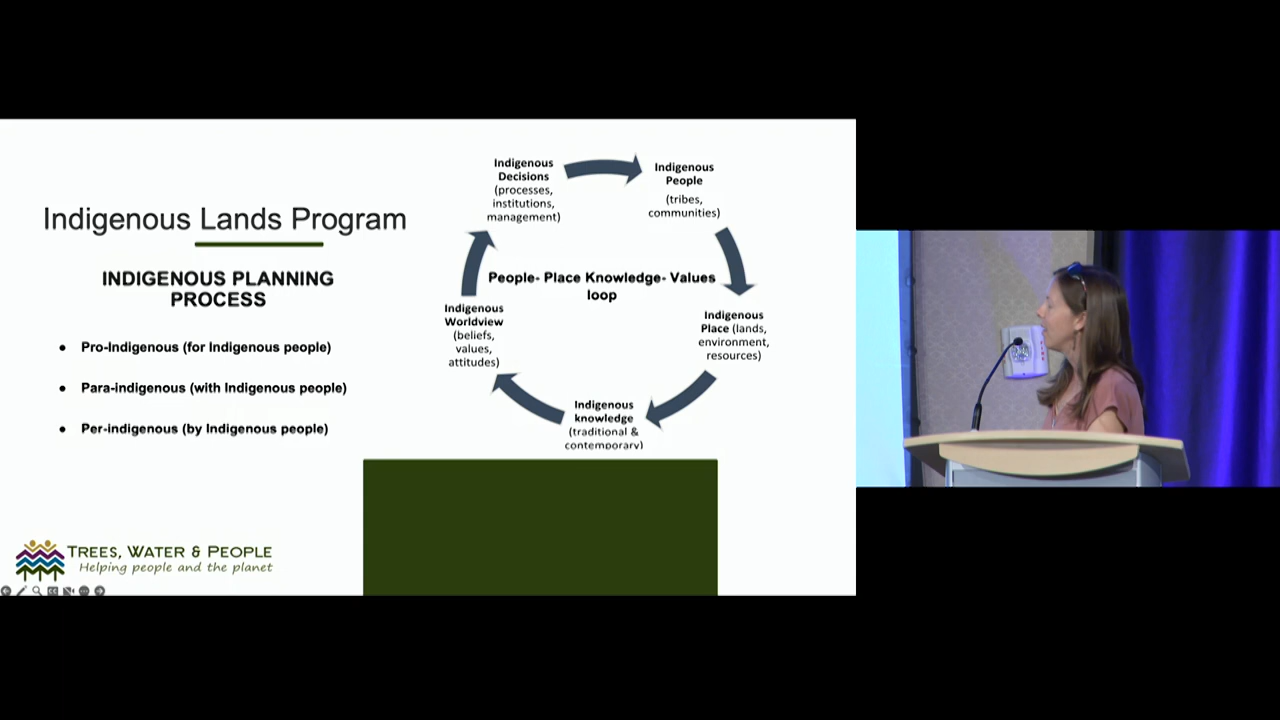 Indigenous Lands Program
INDIGENOUS PLANNING
PROCESS
● Pro-Indigenous (for Indigenous people)
● Para-indigenous (with Indigenous people)
● Per-indigenous (by Indigenous people)
Indigenous
Decisions
(processes,
institutions,
management)
Indigenous
People
(tribes,
communities)
People- Place Knowledge- Values
loop
Indigenous
Place (lands,
environment,
resources)
Indigenous
knowledge
(traditional &
contemporary)
Indigenous
Worldview
(beliefs,
values,
attitudes)
TREES, WATER & PEOPLE
Helping people and the planet